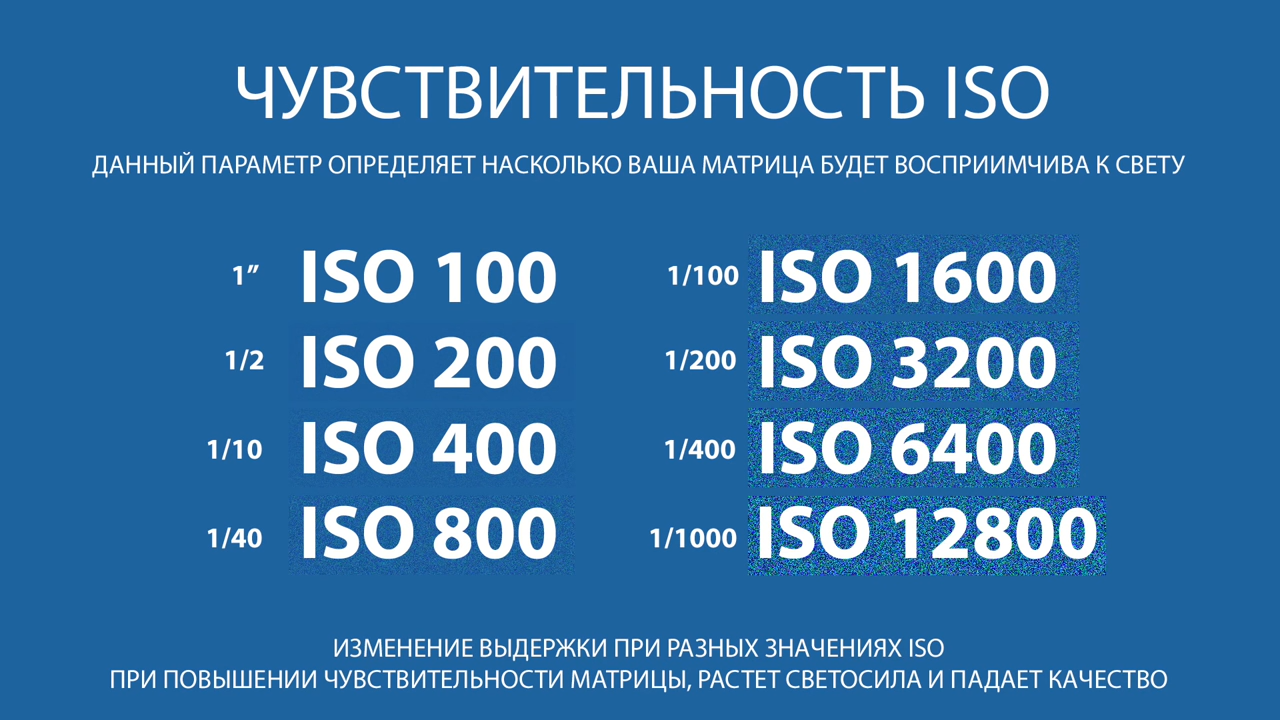 ЧУВСТВИТЕЛЬНОСТЬ ISO
ДАННЫЙ ПАРАМЕТР ОПРЕДЕЛЯЕТ НАСКОЛЬКО ВАША МАТРИЦА БУДЕТ ВОСПРИИМЧИВА К СВЕТУ
1” ISO 100
1/2 ISO 200
1/10 ISO 400
1/40 ISO 800
1/100 ISO 1600
1/200 ISO 3200
1/400 ISO 6400
1/1000 ISO 12800
ИЗМЕНЕНИЕ ВЫДЕРЖКИ ПРИ РАЗНЫХ ЗНАЧЕНИЯХ ISO
ПРИ ПОВЫШЕНИИ ЧУВСТВИТЕЛЬНОСТИ МАТРИЦЫ, РАСТЕТ СВЕТОСИЛА И ПАДАЕТ КАЧЕСТВО